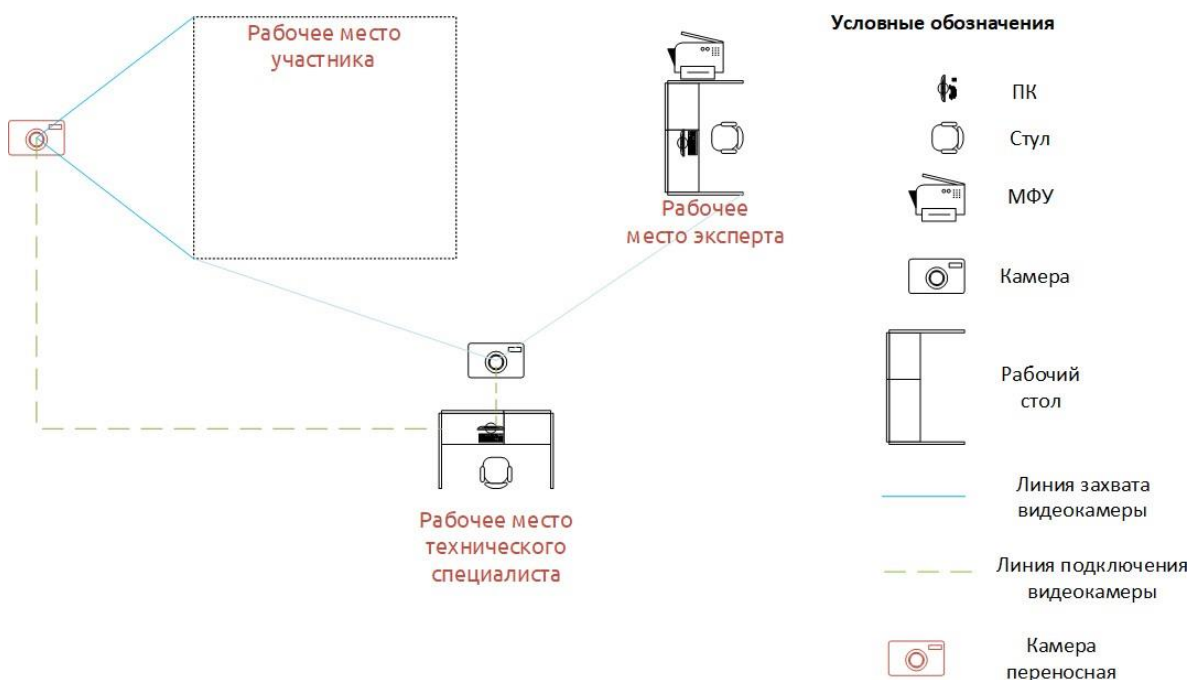 Рабочее место
участника
Рабочее
место эксперта
Рабочее место
технического
специалиста
Условные обозначения
ПК
Стул
МФУ
Камера
Рабочий
стол
Линия захвата
видеокамеры
Линия подключения
видеокамеры
Камера
переносная